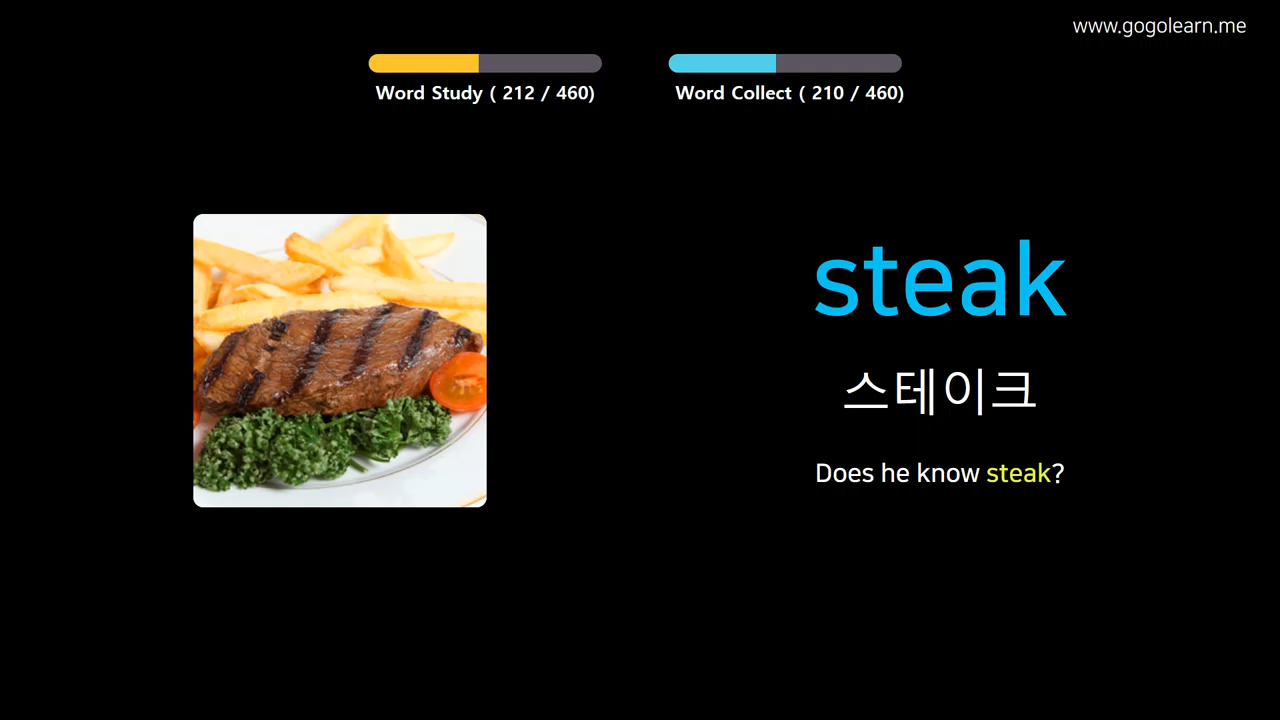 www.gogolearn.me
Word Study ( 212 / 460)
Word Collect ( 210 / 460)
steak
스테이크
Does he know steak?